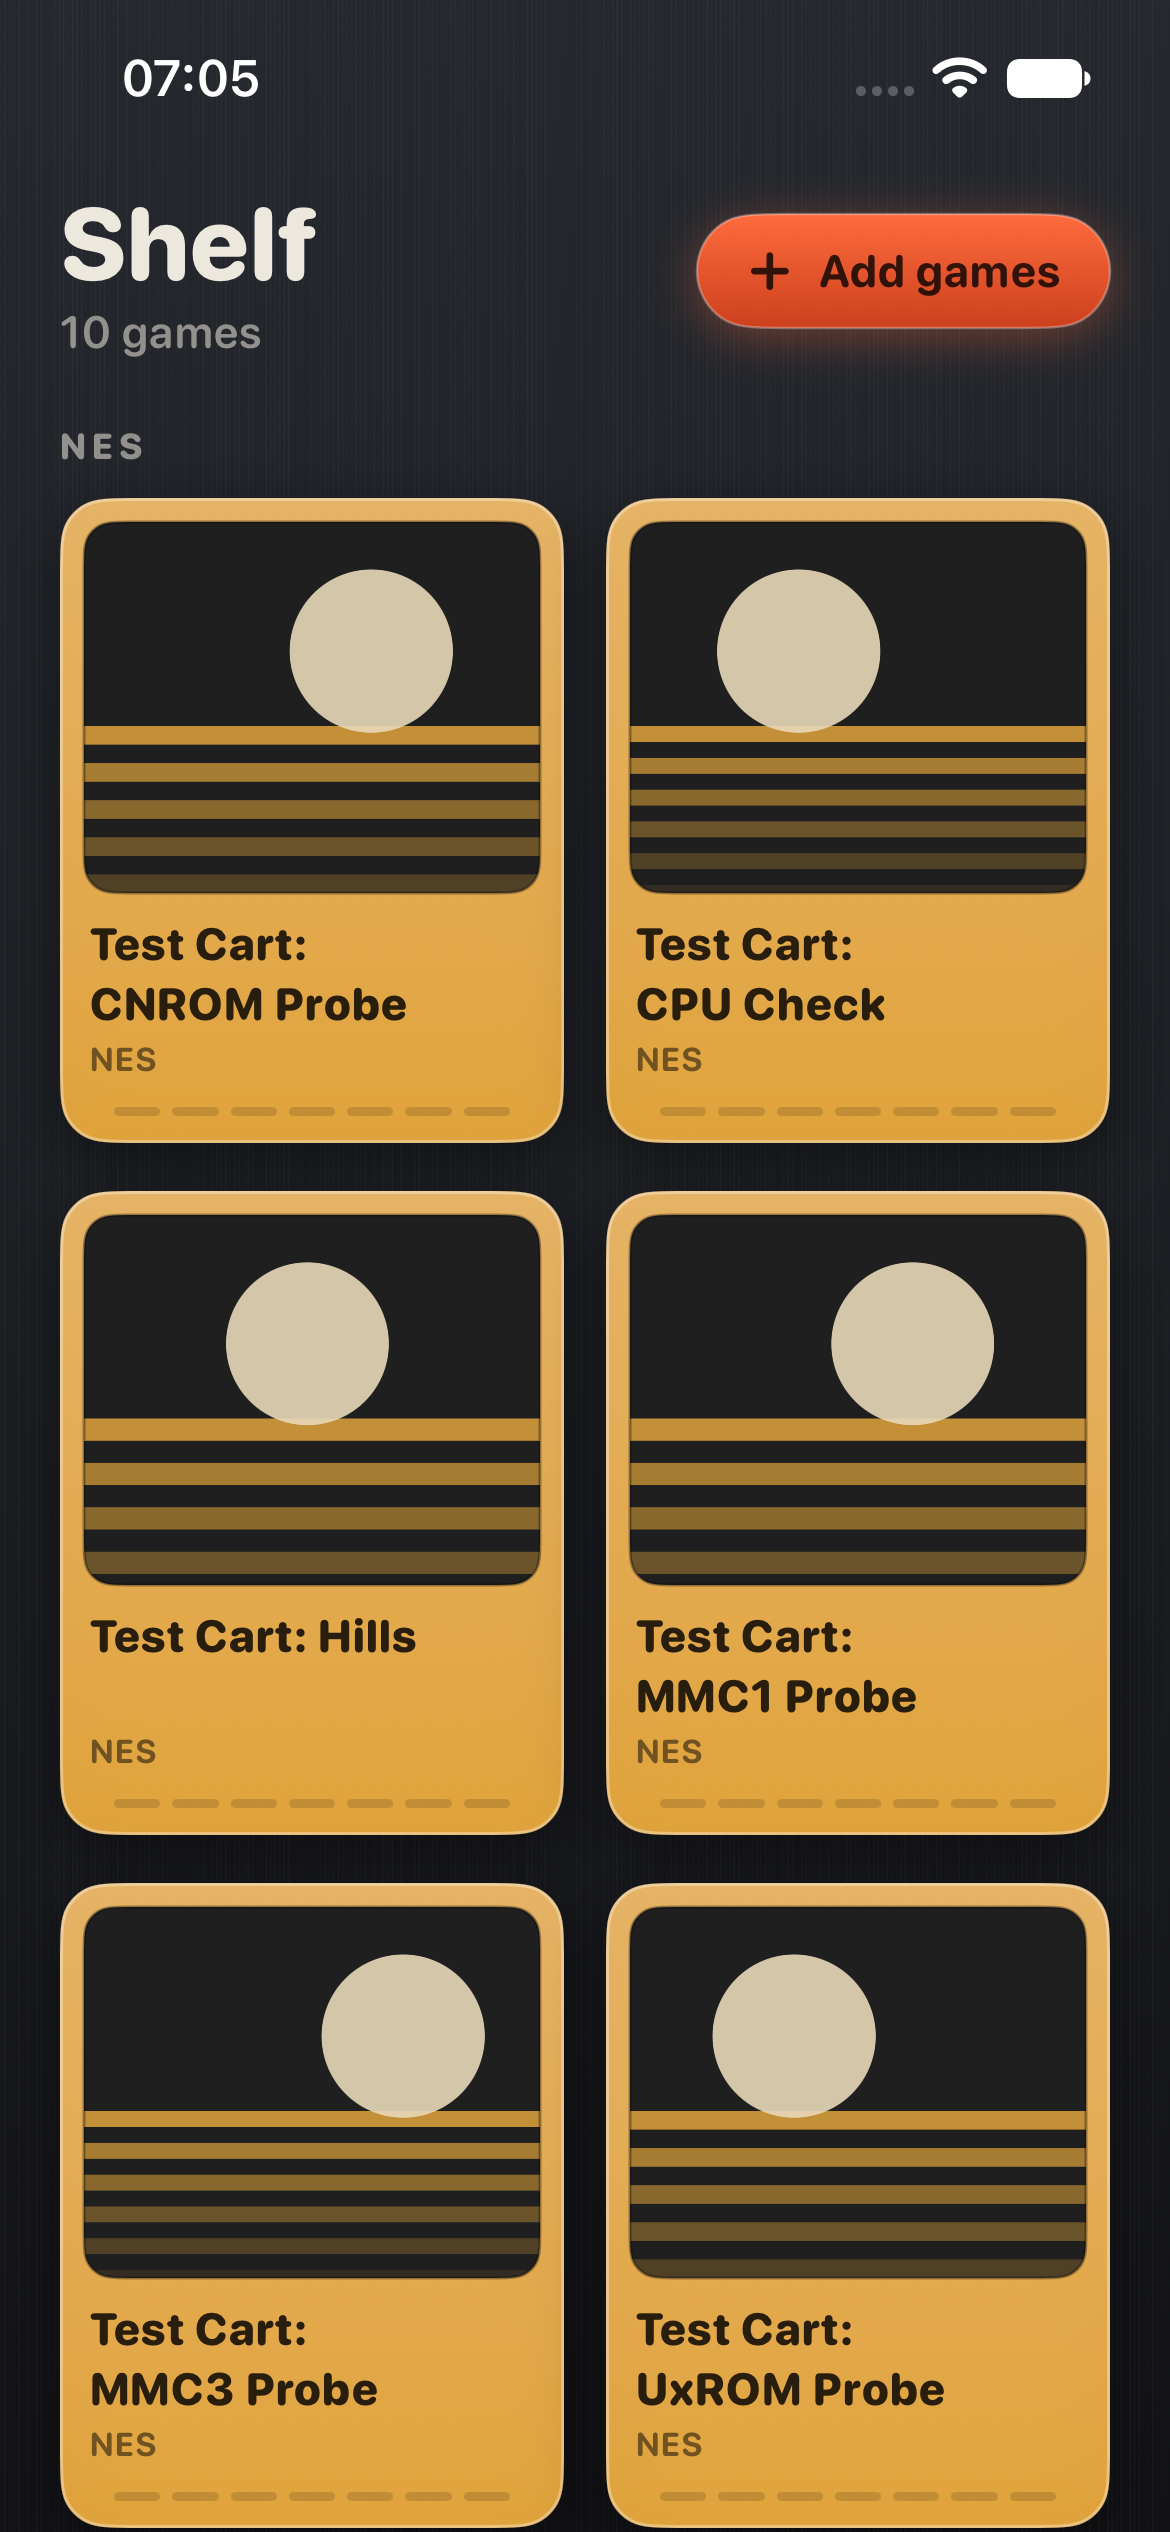 07:05
Shelf
10 games
+ Add games
NES
Test Cart:
CNROM Probe
NES
Test Cart:
CPU Check
NES
Test Cart: Hills
NES
Test Cart:
MMC1 Probe
NES
Test Cart:
MMC3 Probe
NES
Test Cart:
UxROM Probe
NES